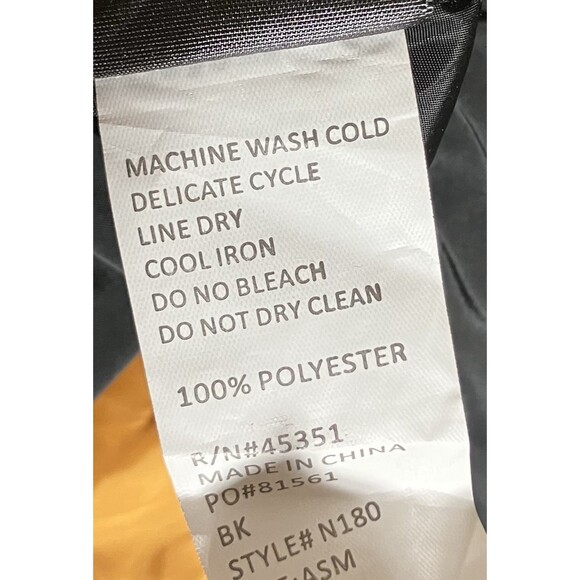 MACHINE WASH COLD
DELICATE CYCLE
LINE DRY
COOL IRON
DO NO BLEACH
DO NOT DRY CLEAN
100% POLYESTER
R/N#45351
MADE IN CHINA
PO#81561
BK
STYLE# N180